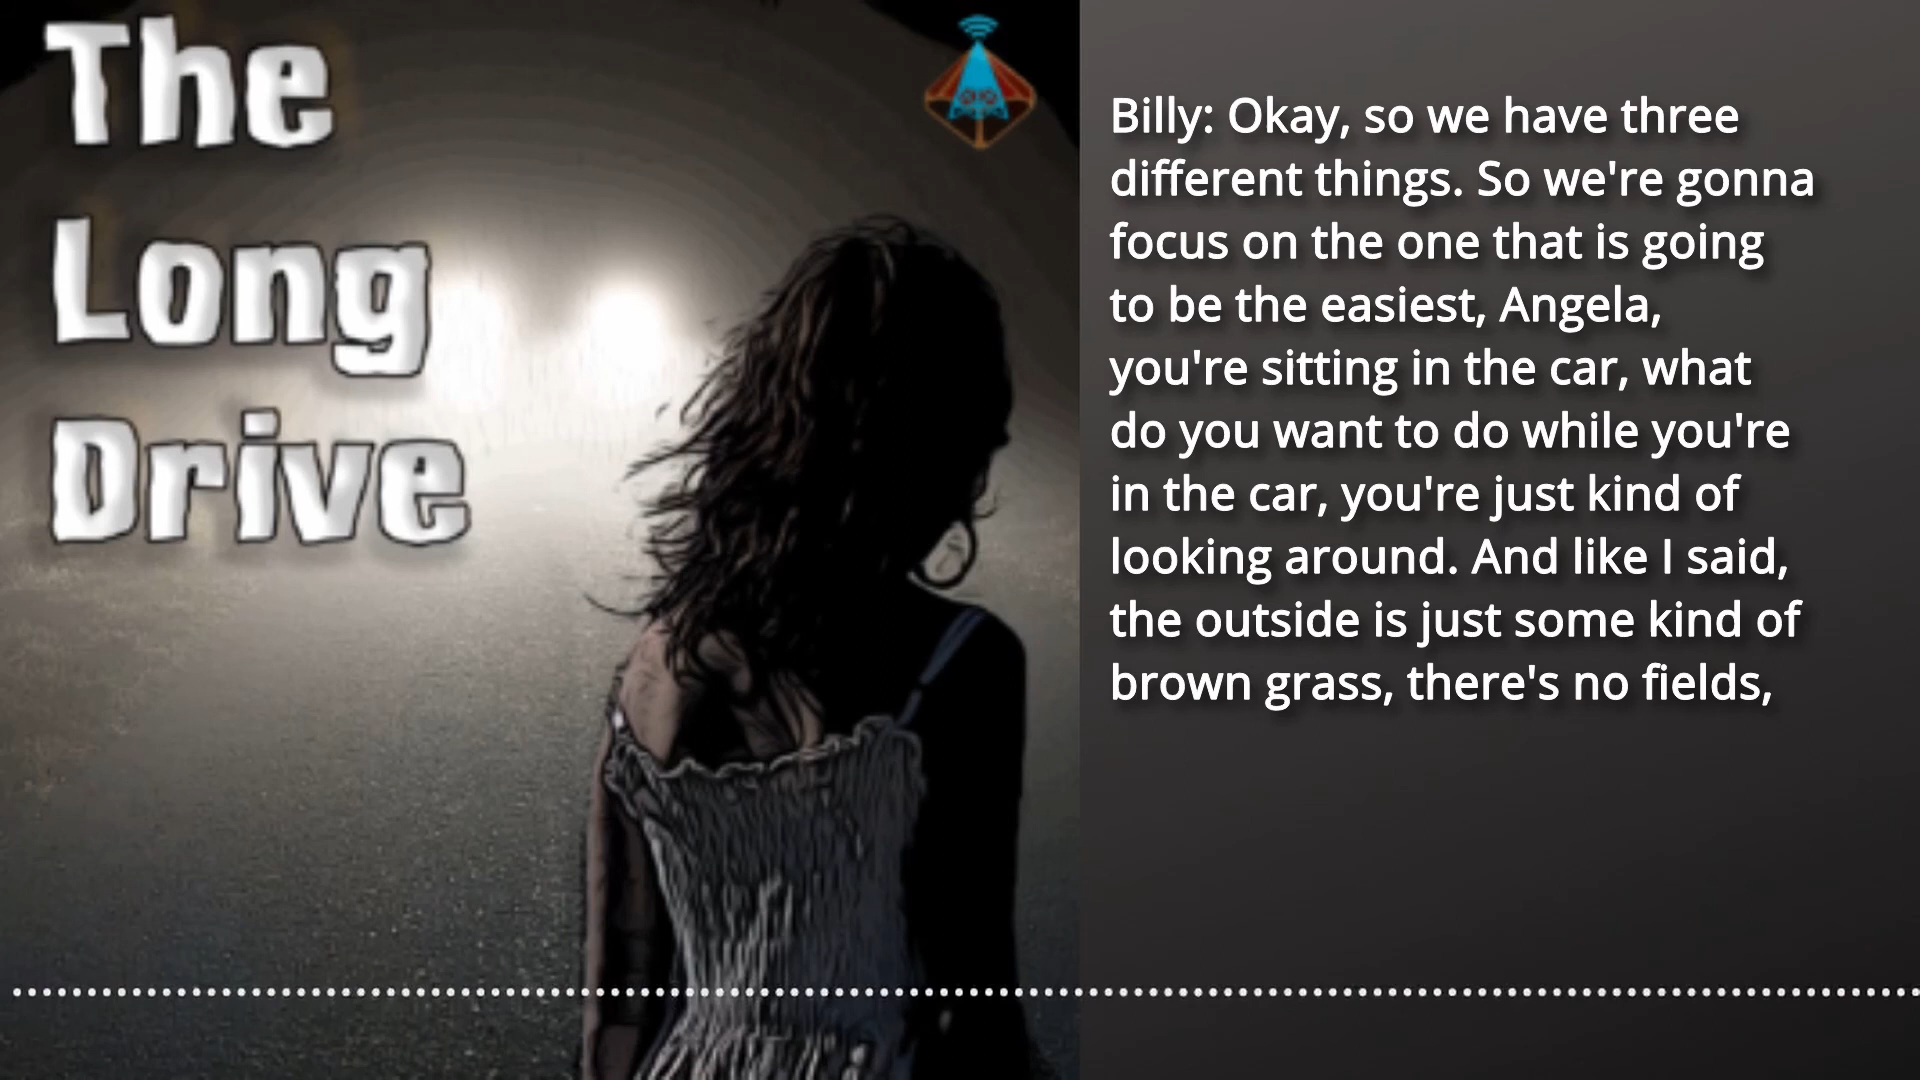 The
Long
Drive
Billy: Okay, so we have three
different things. So we're gonna
focus on the one that is going
to be the easiest, Angela,
you're sitting in the car, what
do you want to do while you're
in the car, you're just kind of
looking around. And like I said,
the outside is just some kind of
brown grass, there's no fields,